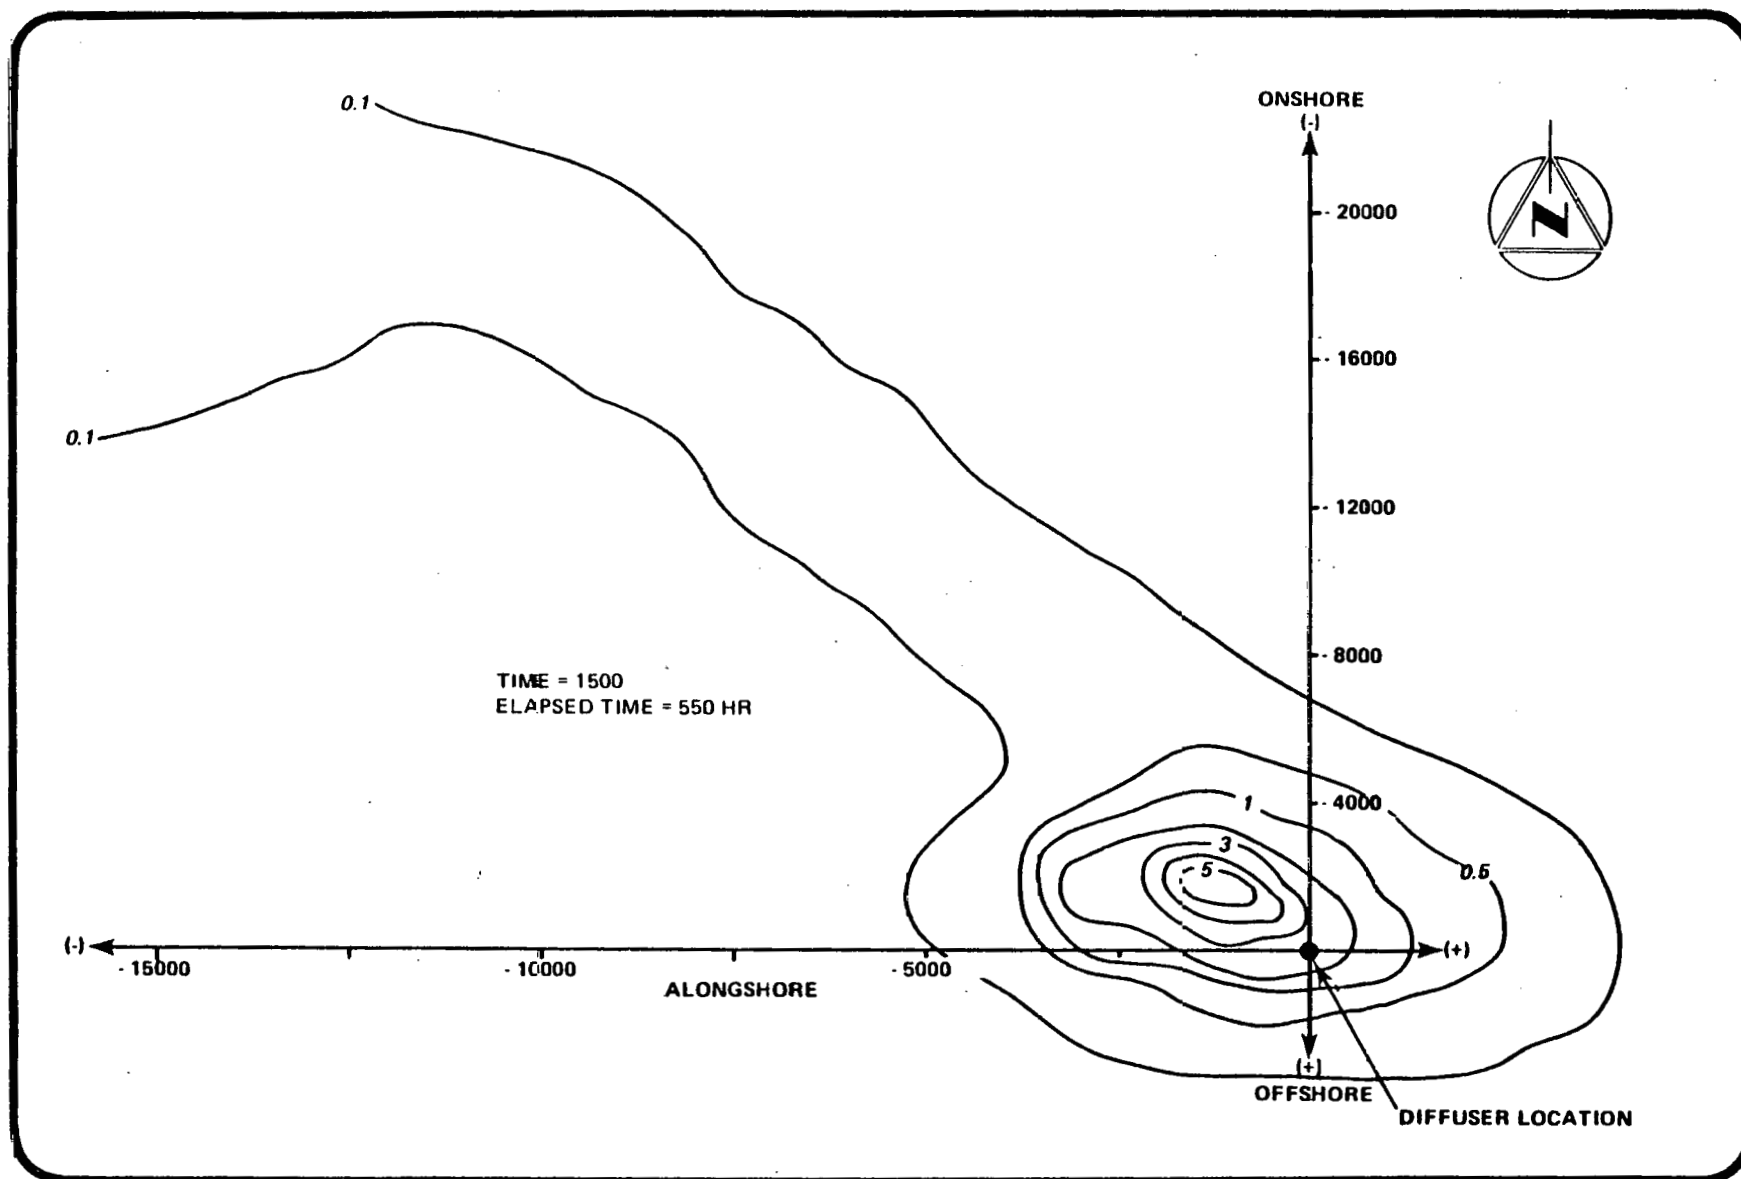 0.1
ONSHORE
(-)
- 20000
N
- 16000
- 12000
0.1
- 8000
TIME = 1500
ELAPSED TIME = 550 HR
1
- 4000
3
5
0.5
(-)
(+)
- 15000
- 10000
- 5000
ALONGSHORE
(+)
OFFSHORE
DIFFUSER LOCATION